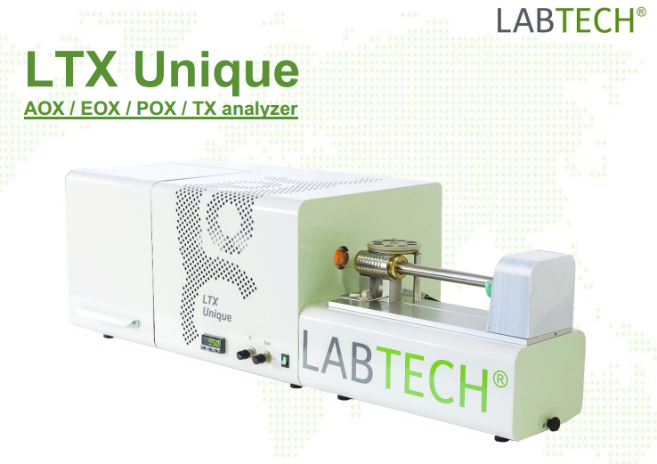 LABTECH®
LTX Unique
AOX / EOX / POX / TX analyzer
LTX
Unique
LABTECH®